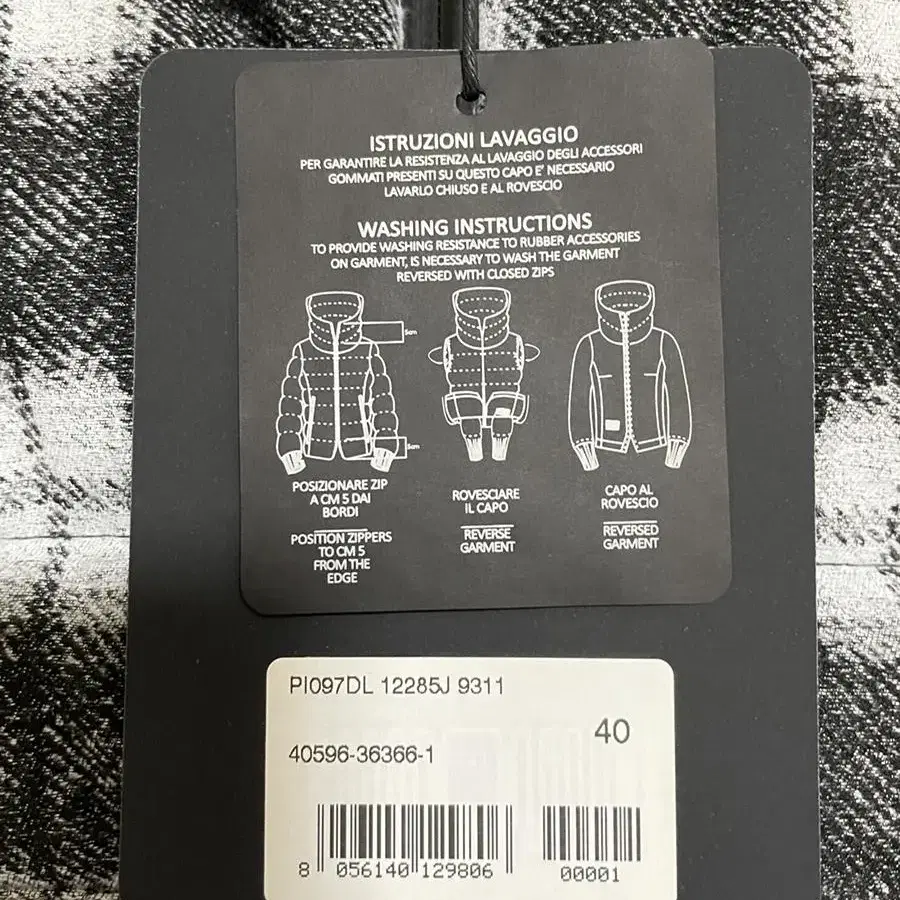 ISTRUZIONI LAVAGGIO
PER GARANTIRE LA RESISTENZA AL LAVAGGIO DEGLI ACCESSORI
GOMMATI PRESENTI SU QUESTO CAPO E' NECESSARIO
LAVARLO CHIUSO E AL ROVESCIO
WASHING INSTRUCTIONS
TO PROVIDE WASHING RESISTANCE TO RUBBER ACCESSORIES
ON GARMENT, IS NECESSARY TO WASH THE GARMENT
REVERSED WITH CLOSED ZIPS
5cm
5cm
POSIZIONARE ZIP
A CM 5 DAI
BORDI
POSITION ZIPPERS
TO CM 5
FROM THE
EDGE
ROVESCIARE
IL CAPO
REVERSE
GARMENT
CAPO AL
ROVESCIO
REVERSED
GARMENT
PI097DL 12285J 9311
40
40596-36366-1
8 056140 129806
00001